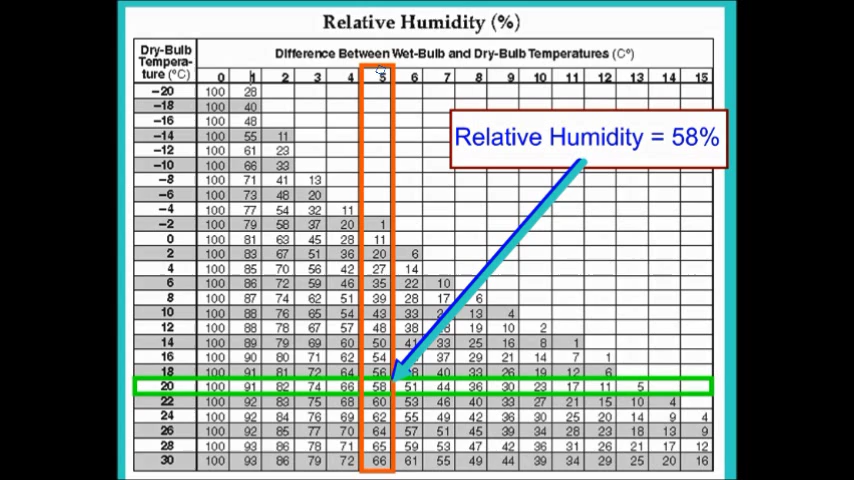 Relative Humidity (%)
Dry-Bulb Tempera-ture (°C) Difference Between Wet-Bulb and Dry-Bulb Temperatures (C°)
0 1 2 3 4 5 6 7 8 9 10 11 12 13 14 15
-20 100 28
-18 100 40
-16 100 48
-14 100 55 11
-12 100 61 23
-10 100 66 33
-8 100 71 41 13
-6 100 73 48 20
-4 100 77 54 32 11
-2 100 79 58 37 20 1
0 100 81 63 45 28 11
2 100 83 67 51 36 20 6
4 100 85 70 56 42 27 14
6 100 86 72 59 46 35 22 10
8 100 87 74 62 51 39 28 17 6
10 100 88 76 65 54 43 33 13 4
12 100 88 78 67 57 48 38 19 10 2
14 100 89 79 69 60 50 41 33 25 16 8 1
16 100 90 80 71 62 54 37 29 21 14 7 1
18 100 91 81 72 64 56 40 33 26 19 12 6
20 100 91 82 74 66 58 51 44 36 30 23 17 11 5
22 100 92 83 75 68 60 53 46 40 33 27 21 15 10 4
24 100 92 84 76 69 62 55 49 42 36 30 25 20 14 9 4
26 100 92 85 77 70 64 57 51 45 39 34 28 23 18 13 9
28 100 93 86 78 71 65 59 53 47 42 36 31 26 21 17 12
30 100 93 86 79 72 66 61 55 49 44 39 34 29 25 20 16
Relative Humidity = 58%